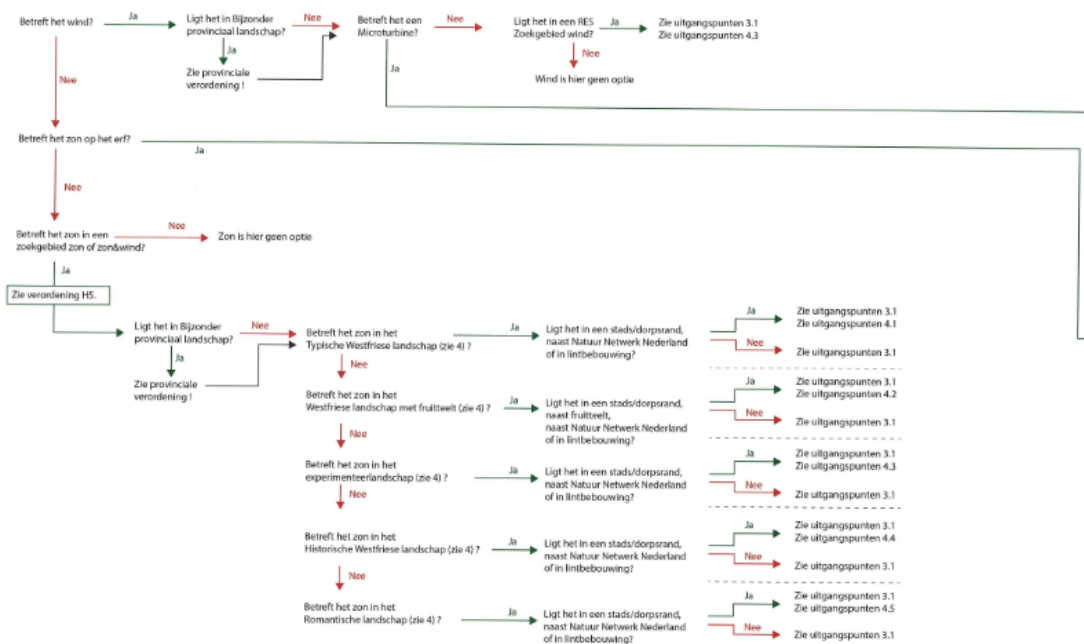 Betreft het wind?
Ja
Ligt het in Bijzonder
provinciaal landschap?
Nee
Betreft het een
Microturbine?
Nee
Ligt het in een RES
Zoekgebied wind?
Ja
Zie uitgangspunten 3.1
Zie uitgangspunten 4.3
Ja
Zie provinciale
verordening !
Ja
Nee
Wind is hier geen optie
Nee
Betreft het zon op het erf?
Ja
Nee
Betreft het zon in een
zoekgebied zon of zon&wind?
Nee
Zon is hier geen optie
Ja
Zie verordening H5.
Ligt het in Bijzonder
provinciaal landschap?
Nee
Ja
Zie provinciale
verordening !
Betreft het zon in het
Typische Westfriese landschap (zie 4) ?
Ja
Ligt het in een stads/dorpsrand,
naast Natuur Network Nederland
of in lintbebouwing?
Ja
Zie uitgangspunten 3.1
Zie uitgangspunten 4.1
Nee
Zie uitgangspunten 3.1
Nee
Betreft het zon in het
Westfriese landschap met fruitteelt (zie 4) ?
Ja
Ligt het in een stads/dorpsrand,
naast fruitteelt,
naast Natuur Netwerk Nederland
of in lintbebouwing?
Ja
Zie uitgangspunten 3.1
Zie uitgangspunten 4.2
Nee
Zie uitgangspunten 3.1
Nee
Betreft het zon in het
experimenteerlandschap (zie 4) ?
Ja
Ligt het in een stads/dorpsrand,
naast Natuur Netwerk Nederland
of in lintbebouwing?
Ja
Zie uitgangspunten 3.1
Zie uitgangspunten 4.3
Nee
Zie uitgangspunten 3.1
Nee
Betreft het zon in het
Historische Westfriese landschap (zie 4) ?
Ja
Ligt het in een stads/dorpsrand,
naast Natuur Netwerk Nederland
of in lintbebouwing?
Ja
Zie uitgangspunten 3.1
Zie uitgangspunten 4.4
Nee
Zie uitgangspunten 3.1
Nee
Betreft het zon in het
Romantische landschap (zie 4) ?
Ja
Ligt het in een stads/dorpsrand,
naast Natuur Netwerk Nederland
of in lintbebouwing?
Ja
Zie uitgangspunten 3.1
Zie uitgangspunten 4.5
Nee
Zie uitgangspunten 3.1